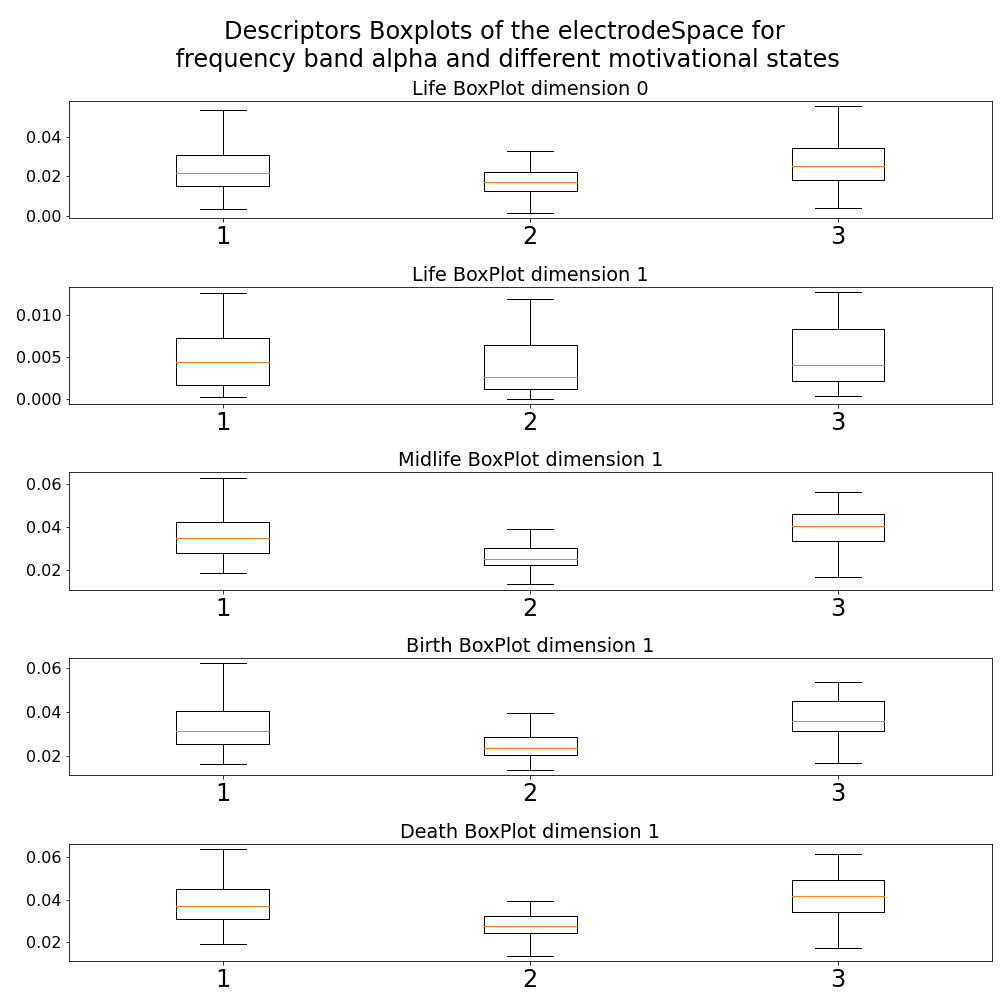 Descriptors Boxplots of the electrodeSpace for
frequency band alpha and different motivational states
Life BoxPlot dimension 0
0.04
0.02
0.00
1 2 3
Life BoxPlot dimension 1
0.010
0.005
0.000
1 2 3
Midlife BoxPlot dimension 1
0.06
0.04
0.02
1 2 3
Birth BoxPlot dimension 1
0.06
0.04
0.02
1 2 3
Death BoxPlot dimension 1
0.06
0.04
0.02
1 2 3